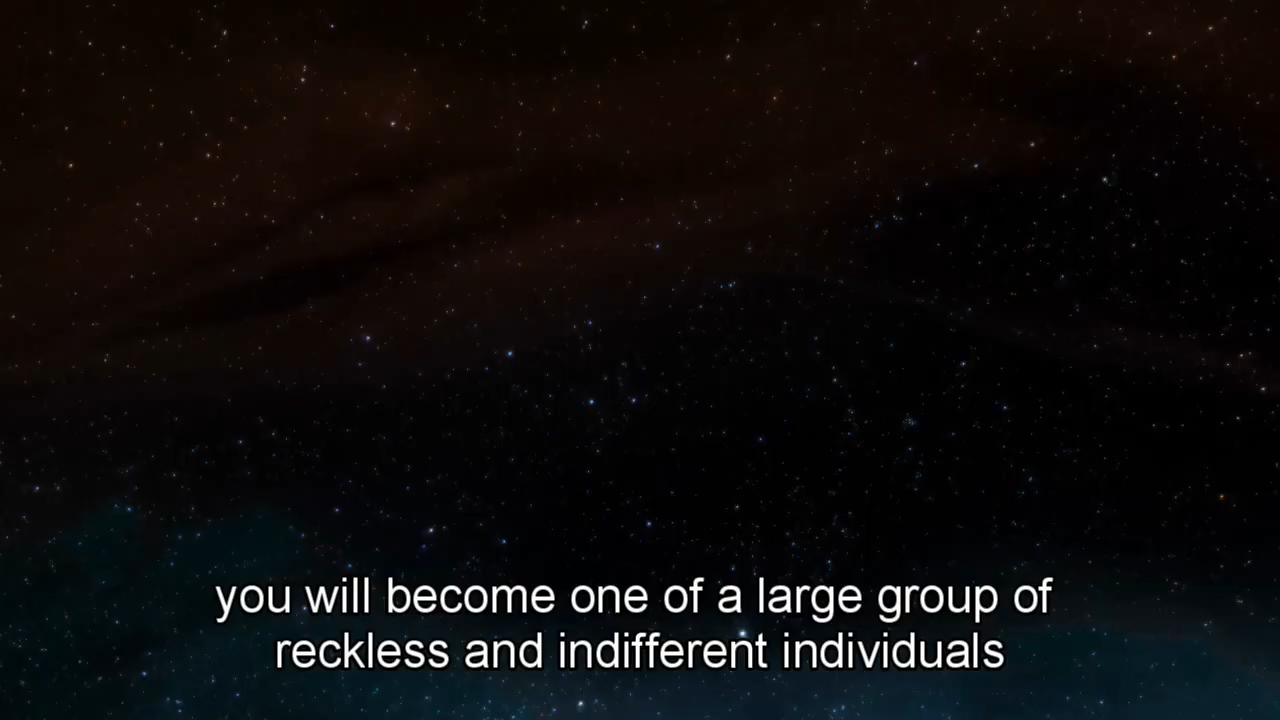 you will become one of a large group of
reckless and indifferent individuals